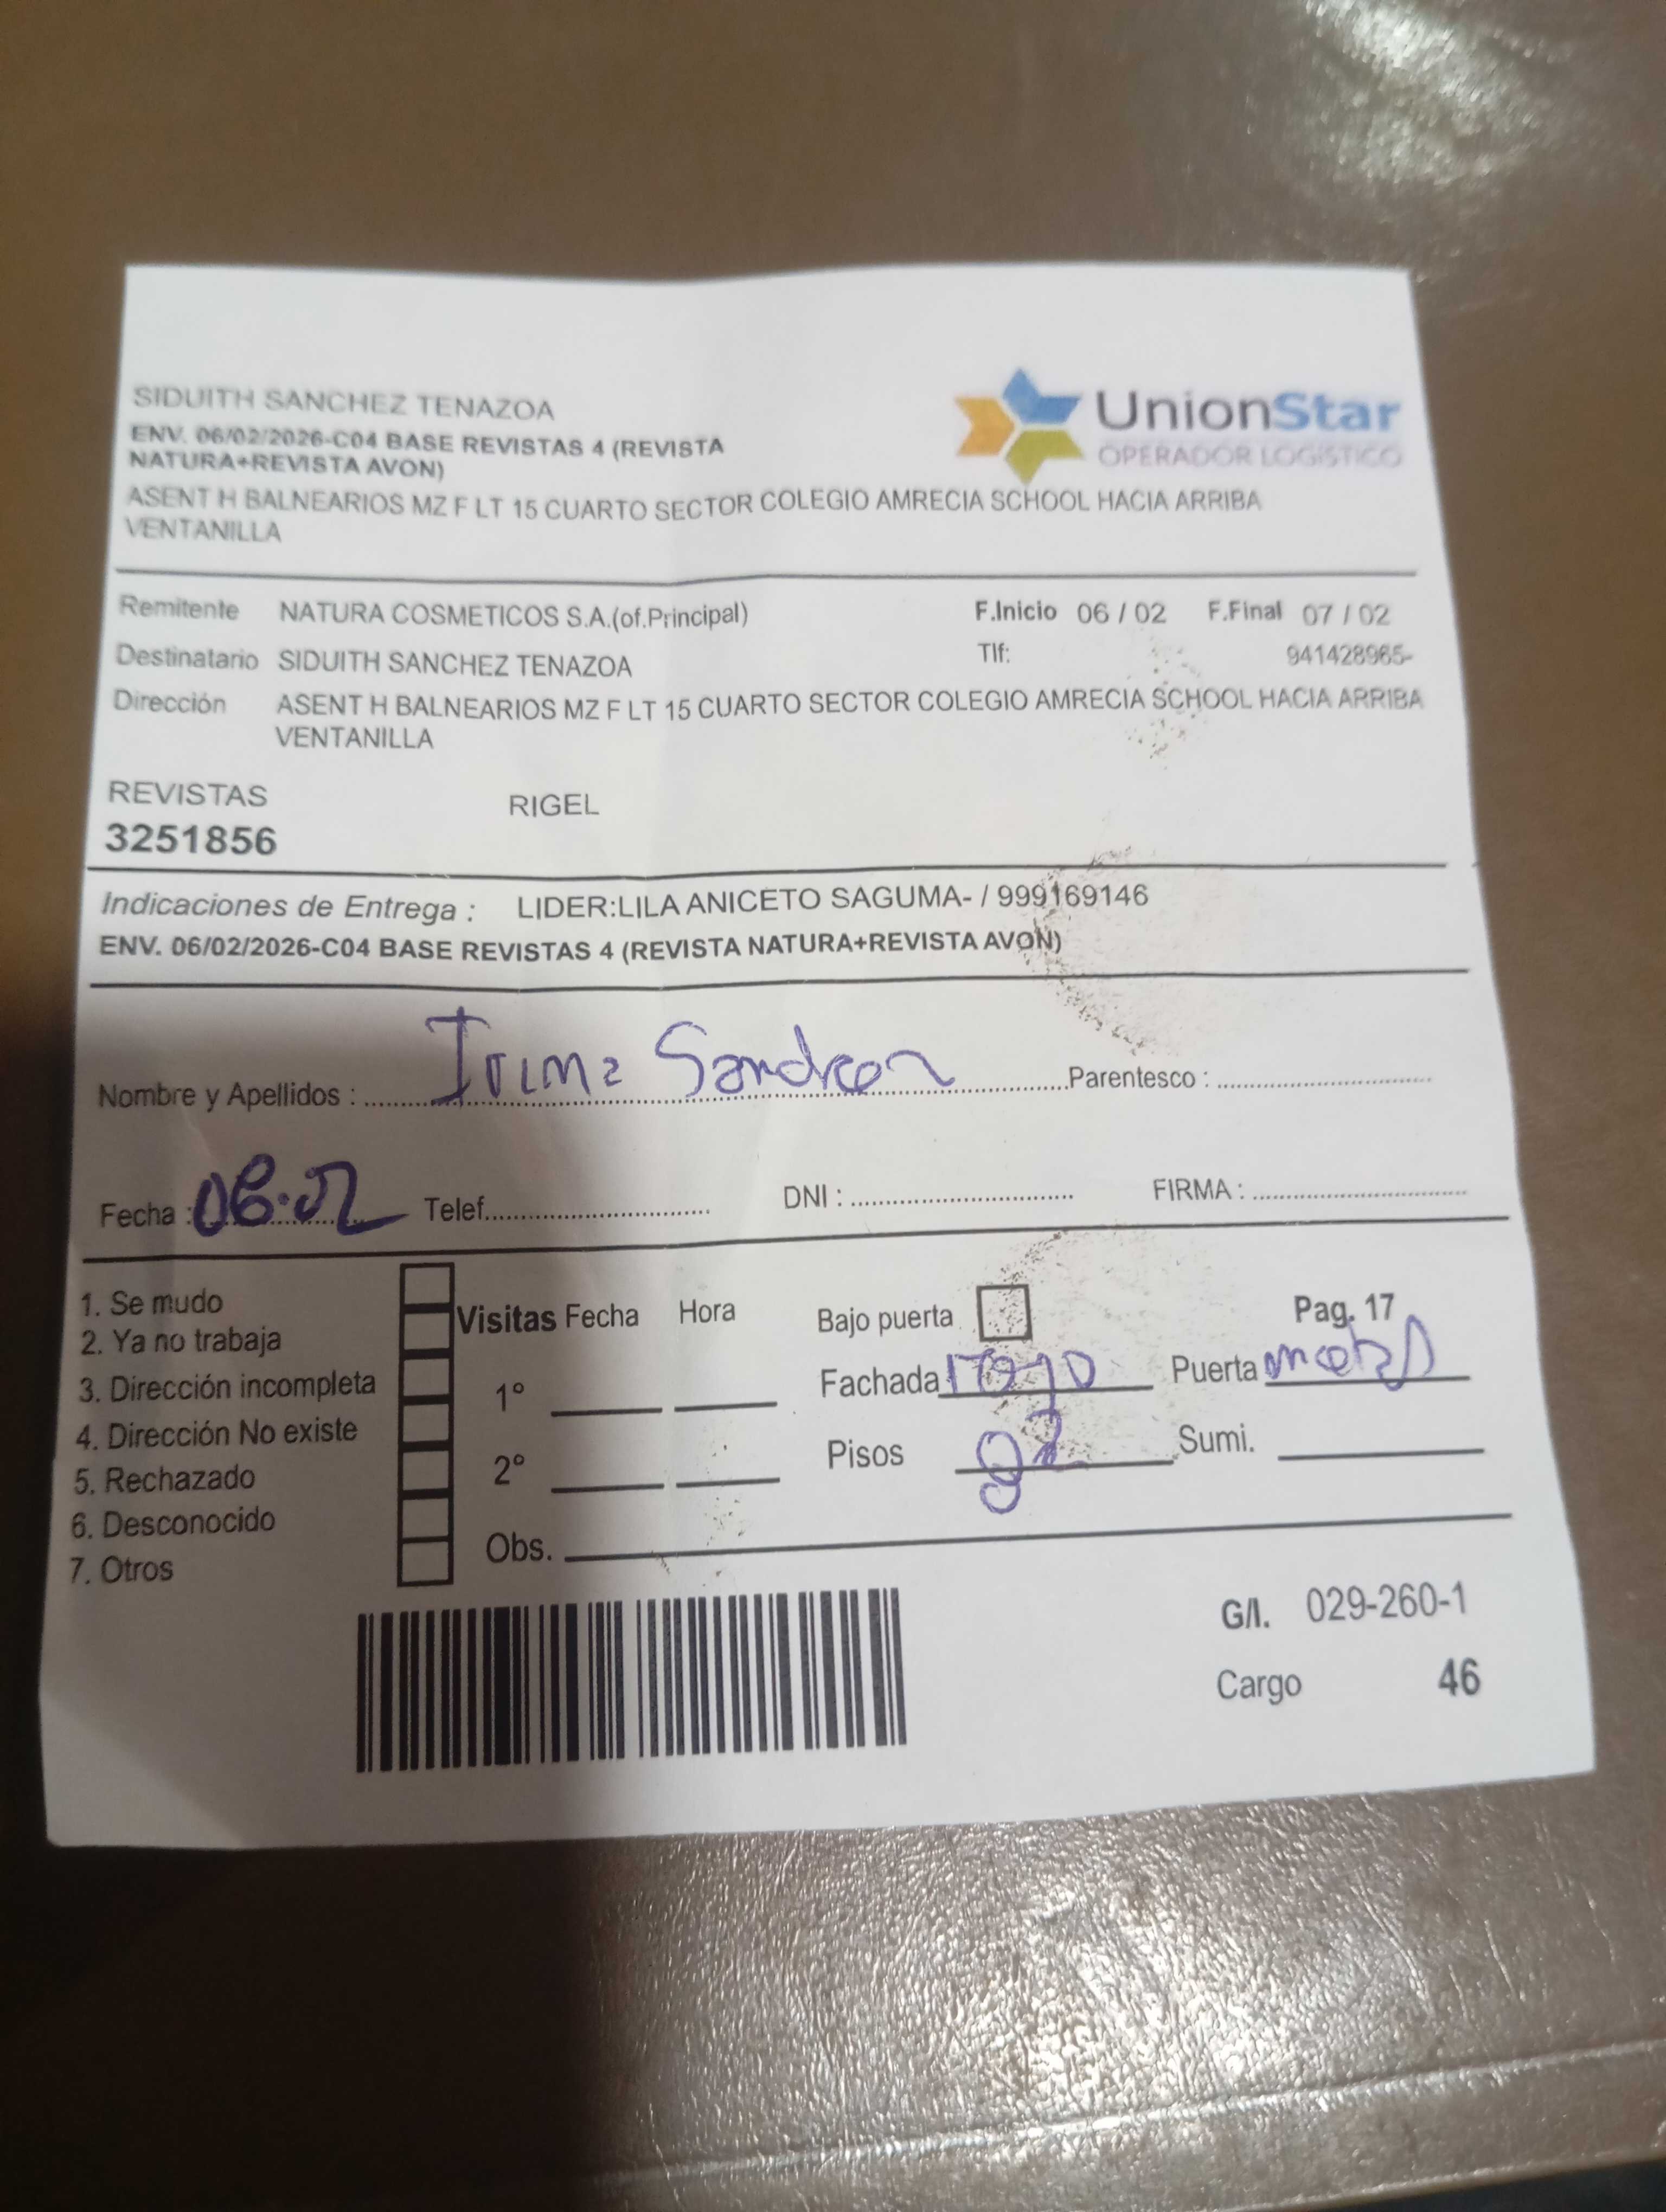 SIDUITH SANCHEZ TENAZOA
ENV. 06/02/2026-C04 BASE REVISTAS 4 (REVISTA
NATURA+REVISTA AVON)
UnionStar
OPERADOR LOGÍSTICO
ASENT H BALNEARIOS MZ F LT 15 CUARTO SECTOR COLEGIO AMRECIA SCHOOL HACIA ARRIBA
VENTANILLA
Remitente NATURA COSMETICOS S.A.(of.Principal) F.Inicio 06 / 02 F.Final 07 / 02
Destinatario SIDUITH SANCHEZ TENAZOA Tlf: 941428965-
Dirección ASENT H BALNEARIOS MZ F LT 15 CUARTO SECTOR COLEGIO AMRECIA SCHOOL HACIA ARRIBA
VENTANILLA
REVISTAS RIGEL
3251856
Indicaciones de Entrega : LIDER:LILA ANICETO SAGUMA- / 999169146
ENV. 06/02/2026-C04 BASE REVISTAS 4 (REVISTA NATURA+REVISTA AVON)
Nombre y Apellidos : Parentesco :
Fecha : 06.02 Telef. DNI : FIRMA :
1. Se mudo
2. Ya no trabaja
3. Dirección incompleta
4. Dirección No existe
5. Rechazado
6. Desconocido
7. Otros
Visitas Fecha Hora
1°
2°
Obs.
Bajo puerta Pag. 17
Fachada rojo Puerta
Pisos Sumi.
G/I. 029-260-1
Cargo 46